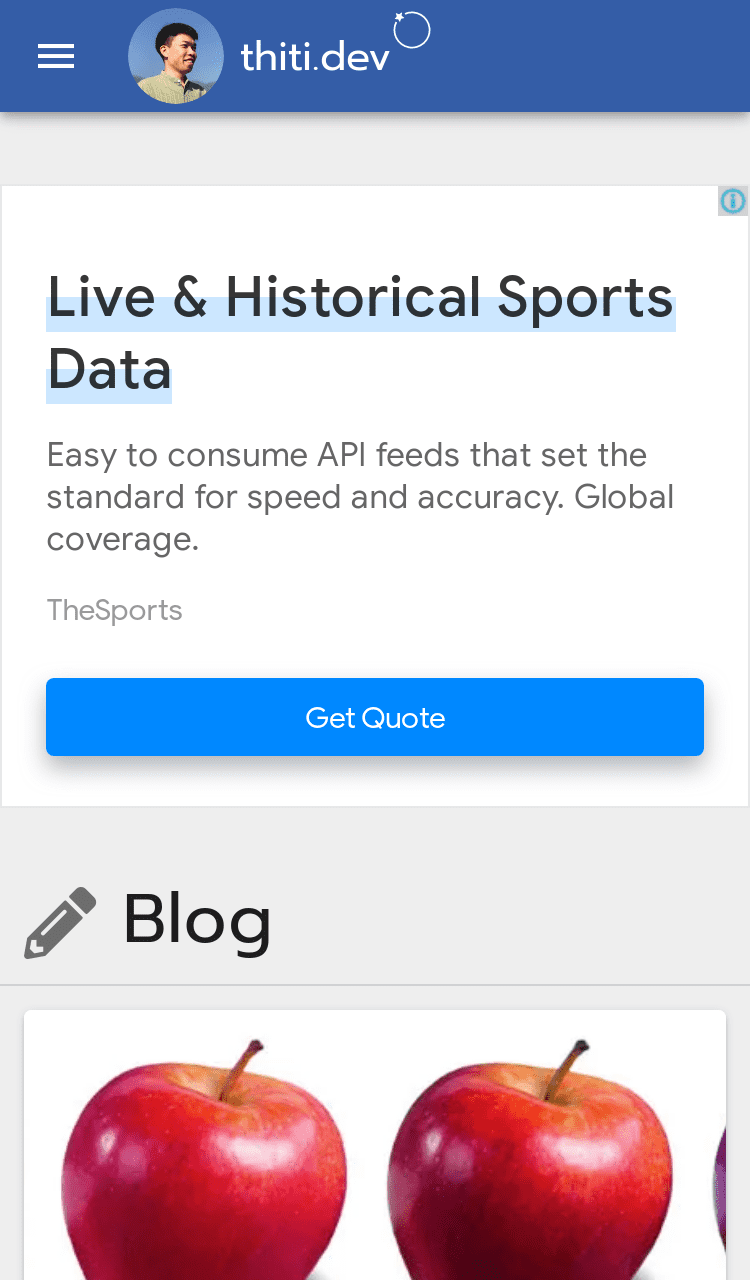 thiti.dev
Live & Historical Sports
Data
Easy to consume API feeds that set the
standard for speed and accuracy. Global
coverage.
TheSports
Get Quote
Blog